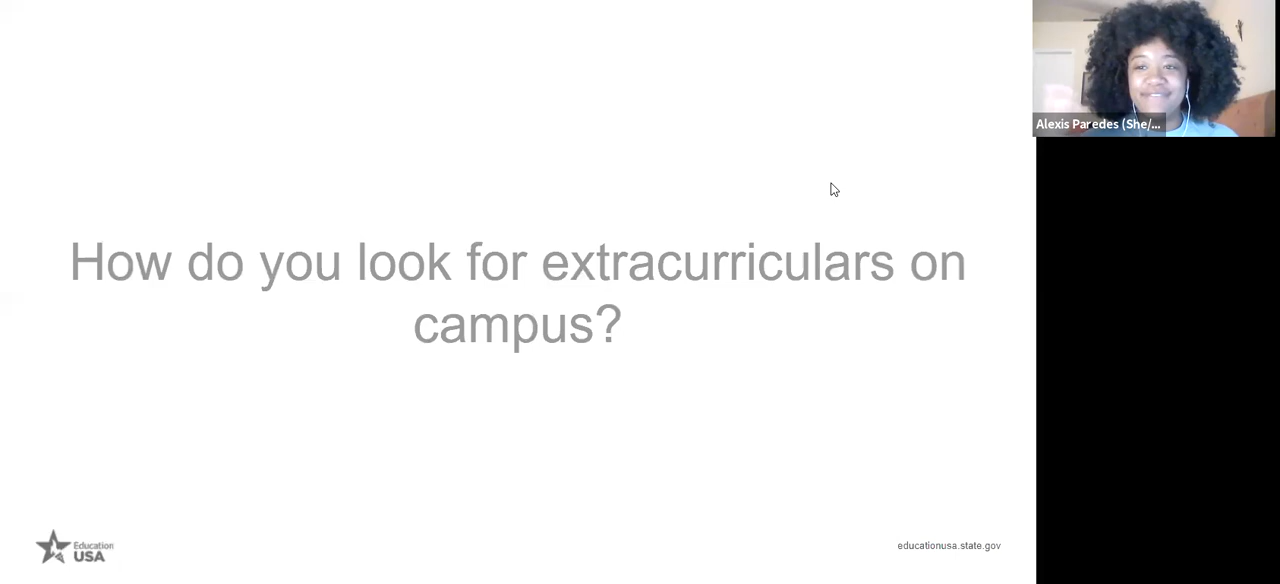 Alexis Paredes (She/...
How do you look for extracurriculars on
campus?
Education
USA
educationusa.state.gov